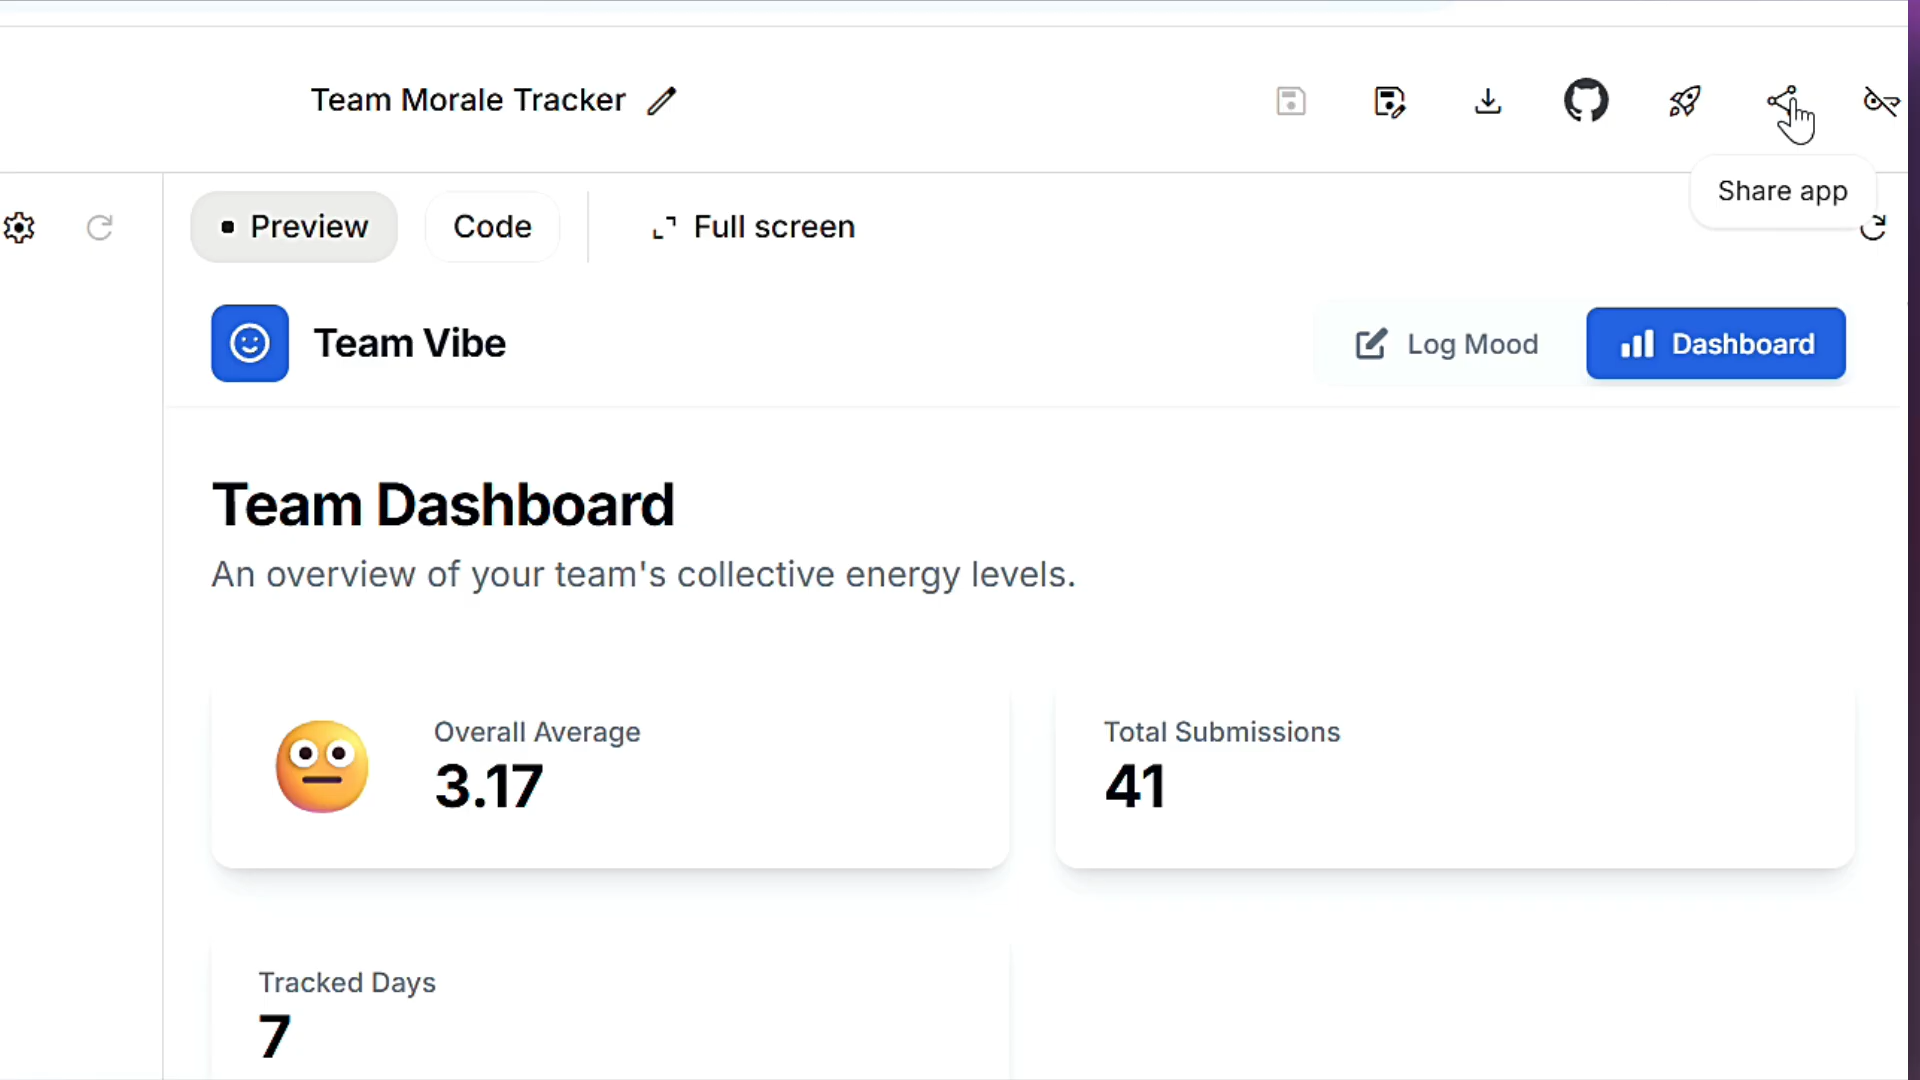 Team Morale Tracker
Share app
Preview Code Full screen
Team Vibe Log Mood Dashboard
Team Dashboard
An overview of your team's collective energy levels.
Overall Average
3.17
Total Submissions
41
Tracked Days
7